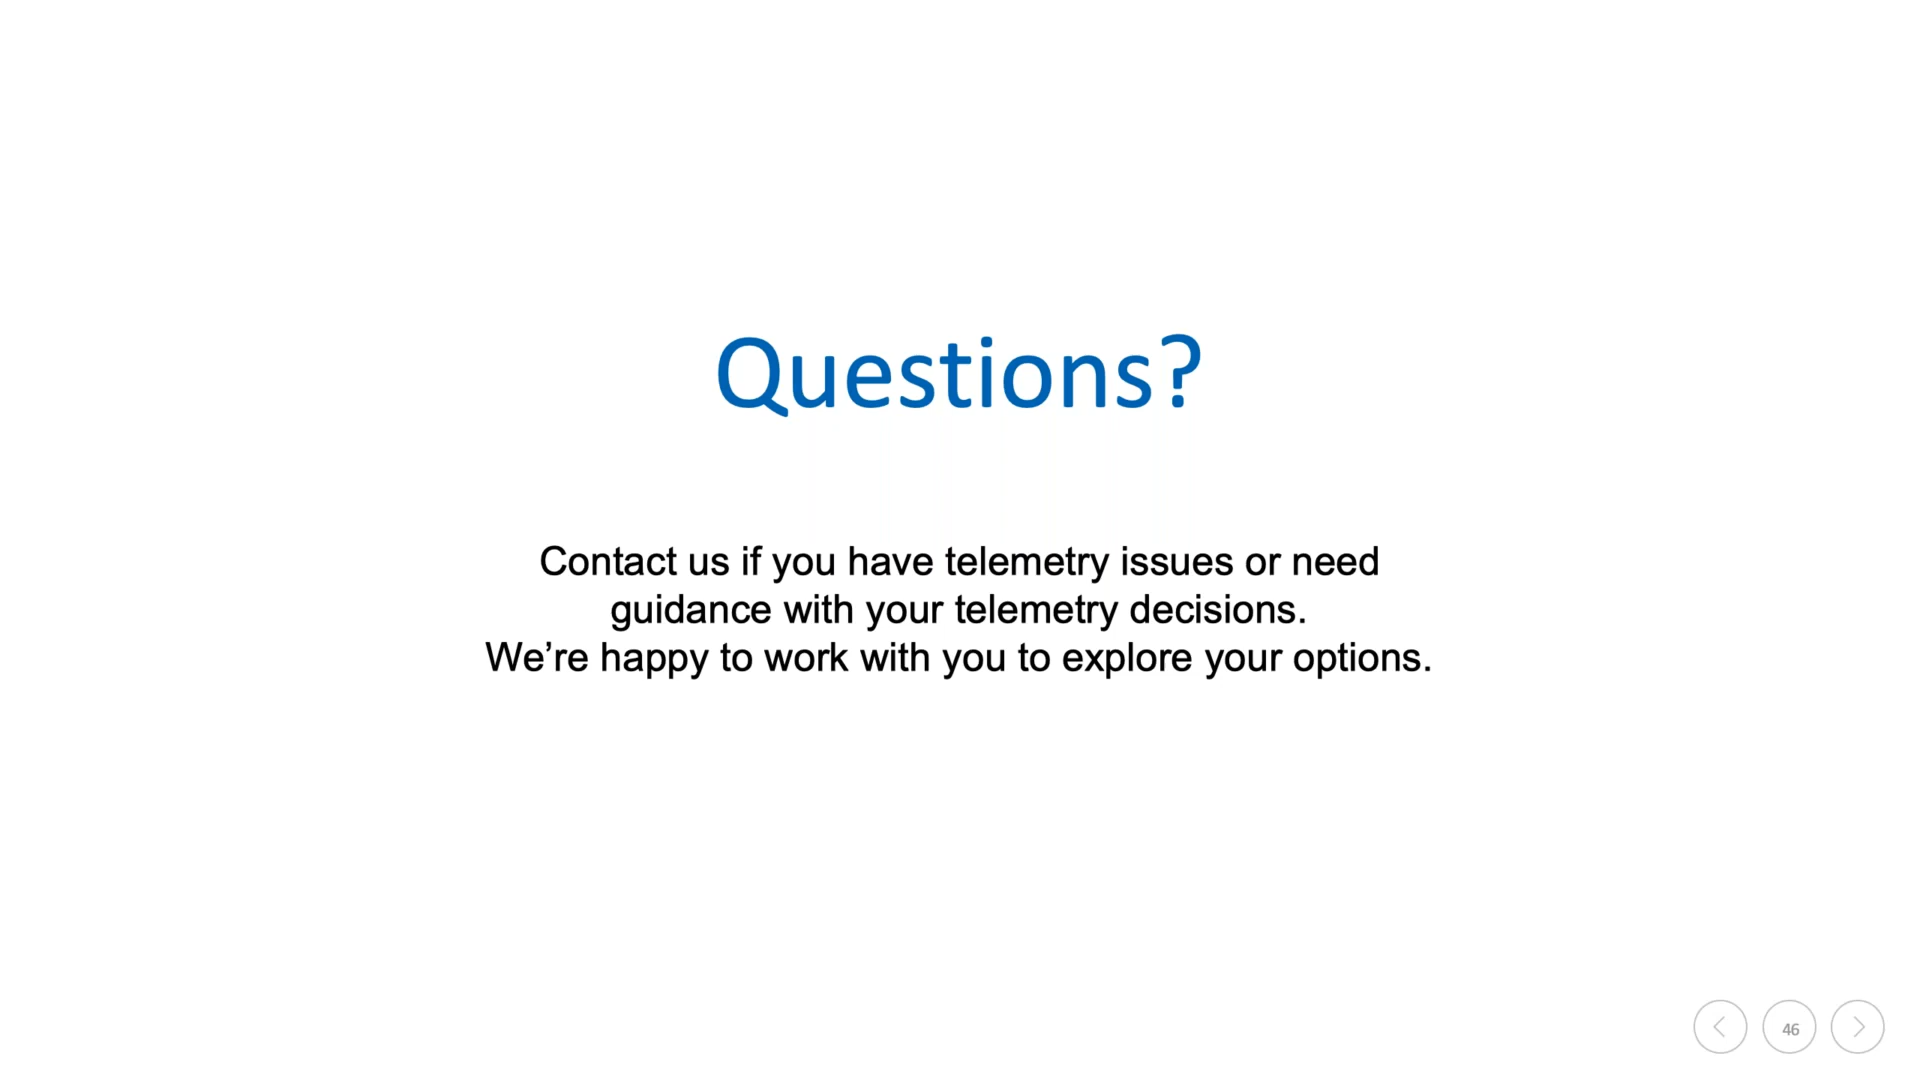 Questions?
Contact us if you have telemetry issues or need
guidance with your telemetry decisions.
We’re happy to work with you to explore your options.
46